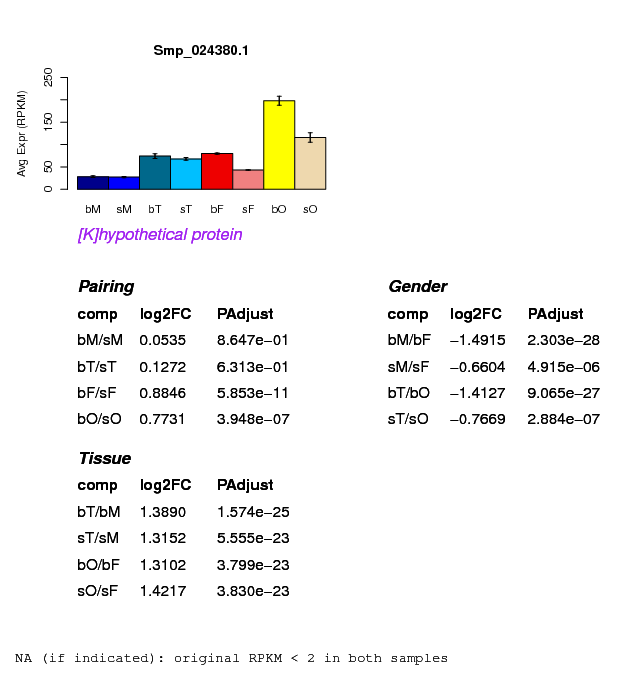 Smp_024380.1
Avg Expr (RPKM)
250
150
50
0
bM sM bT sT bF sF bO sO
[K]hypothetical protein
Pairing
comp log2FC PAdjust
bM/sM 0.0535 8.647e−01
bT/sT 0.1272 6.313e−01
bF/sF 0.8846 5.853e−11
bO/sO 0.7731 3.948e−07
Gender
comp log2FC PAdjust
bM/bF −1.4915 2.303e−28
sM/sF −0.6604 4.915e−06
bT/bO −1.4127 9.065e−27
sT/sO −0.7669 2.884e−07
Tissue
comp log2FC PAdjust
bT/bM 1.3890 1.574e−25
sT/sM 1.3152 5.555e−23
bO/bF 1.3102 3.799e−23
sO/sF 1.4217 3.830e−23
NA (if indicated): original RPKM < 2 in both samples